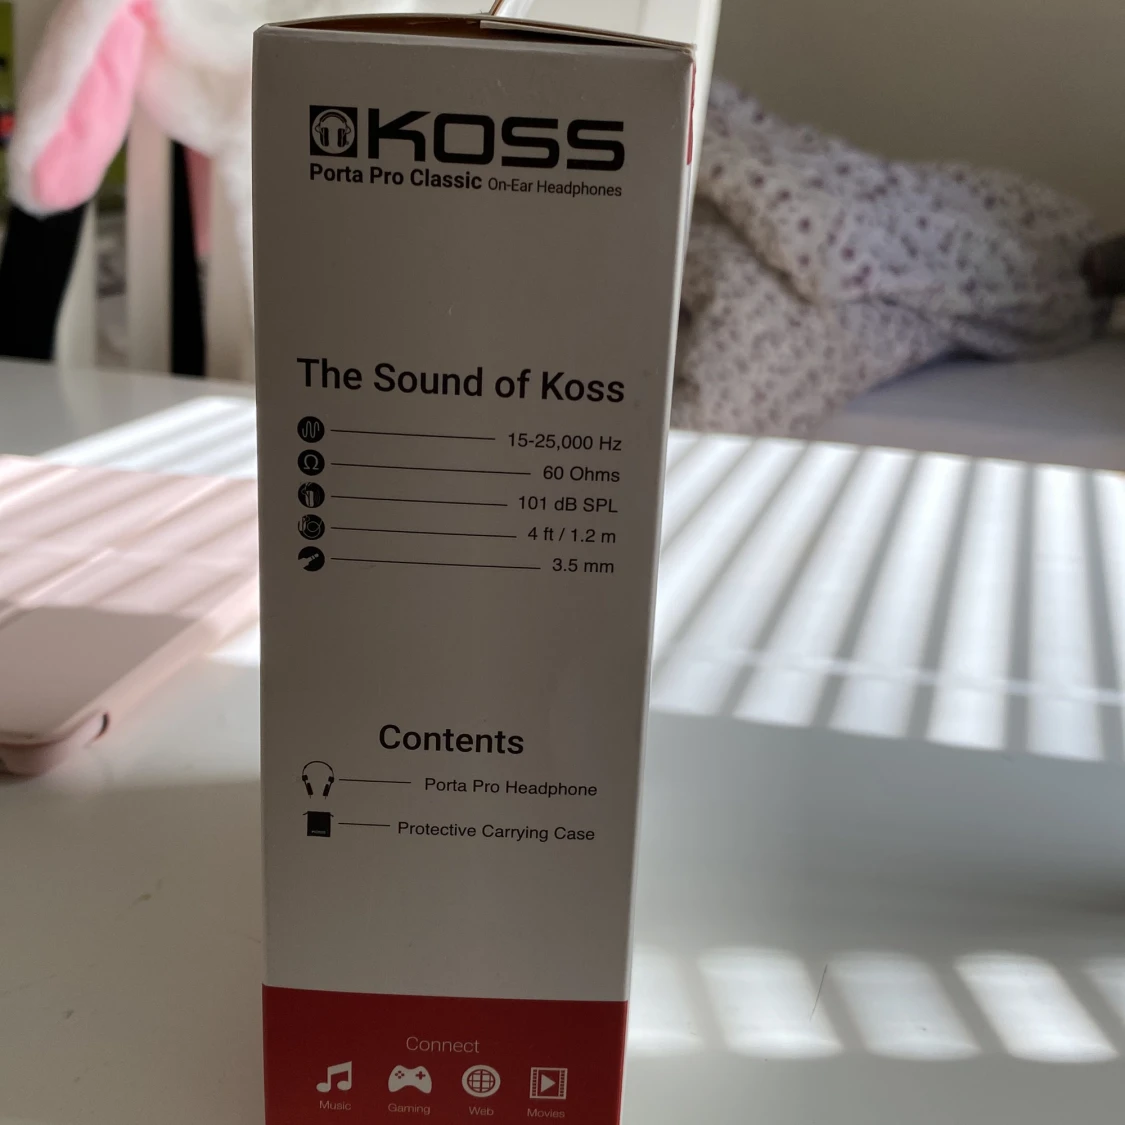 KOSS
Porta Pro Classic On-Ear Headphones
The Sound of Koss
15-25,000 Hz
60 Ohms
101 dB SPL
4 ft / 1.2 m
3.5 mm
Contents
Porta Pro Headphone
Protective Carrying Case
Connect
Music Gaming Web Movies